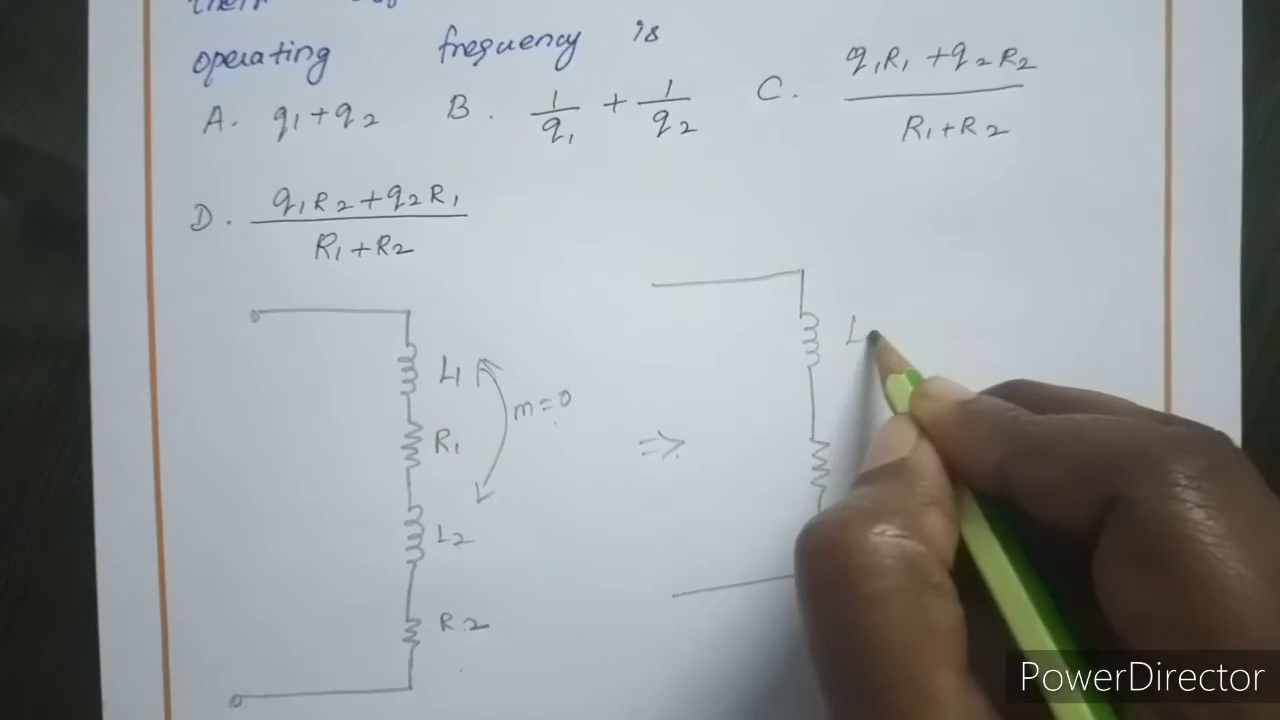 operating frequency is
A. q1+q2 B. 1/q1 + 1/q2 C. q1R1+q2R2/R1+R2
D. q1R2+q2R1/R1+R2
L1
m=0
R1
⇒
L2
R2
L
PowerDirector